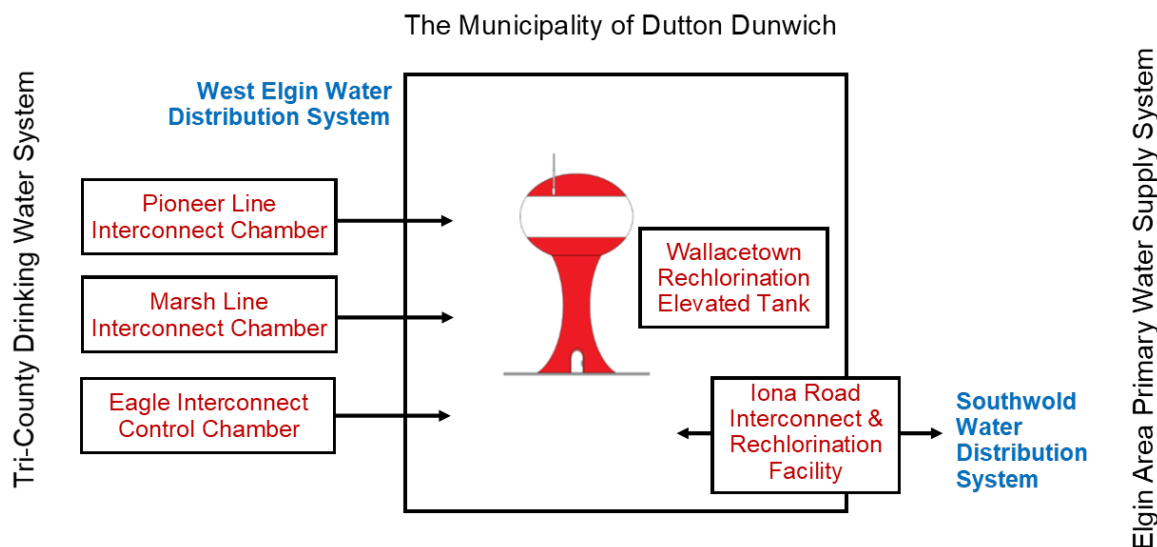 The Municipality of Dutton Dunwich
Tri-County Drinking Water System
West Elgin Water
Distribution System
Pioneer Line
Interconnect Chamber
Marsh Line
Interconnect Chamber
Eagle Interconnect
Control Chamber
Wallacetown
Rechlorination
Elevated Tank
Iona Road
Interconnect &
Rechlorination
Facility
Southwold
Water
Distribution
System
Elgin Area Primary Water Supply System